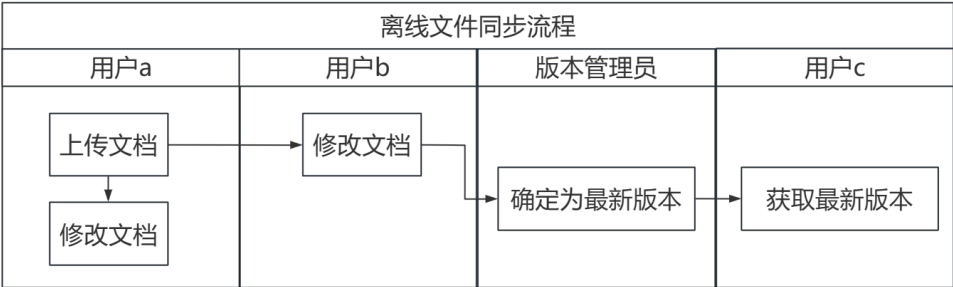 离线文件同步流程
用户a
用户b
版本管理员
用户c
上传文档
修改文档
确定为最新版本
获取最新版本
修改文档